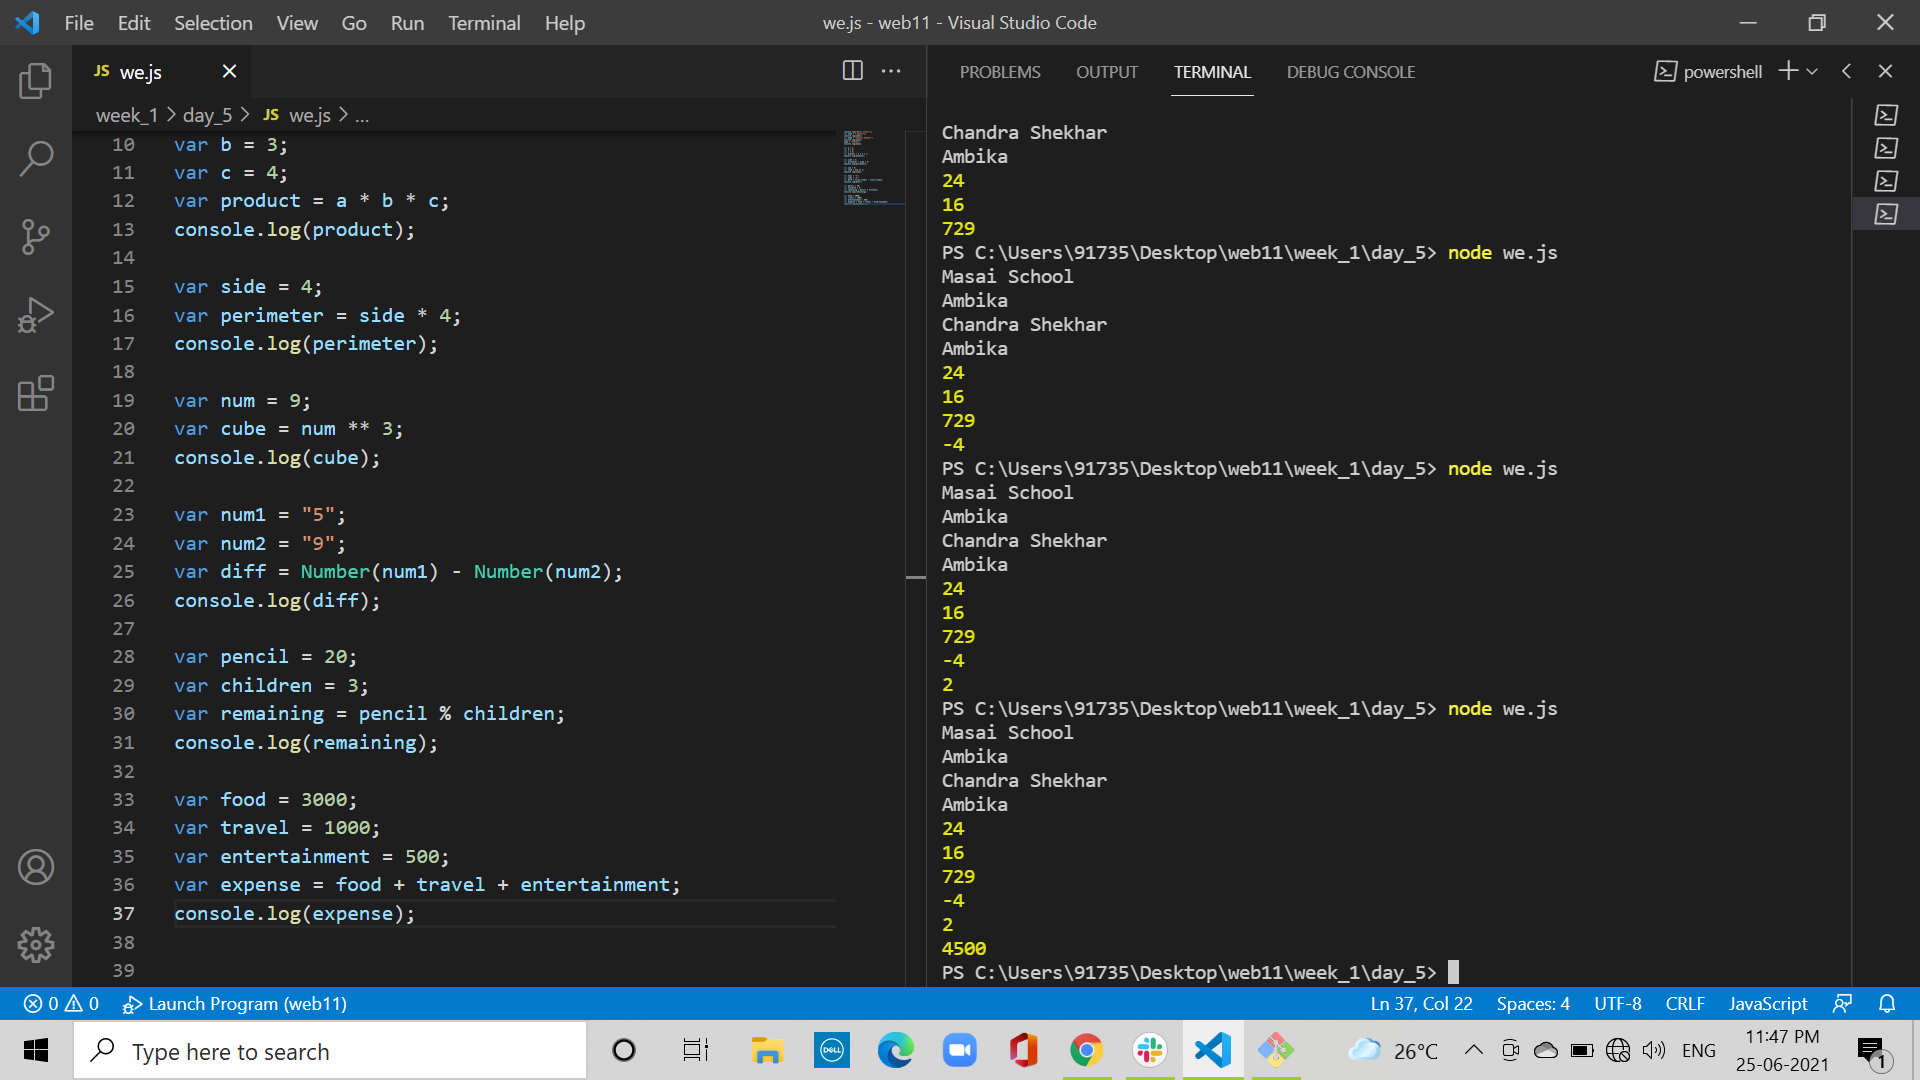 File Edit Selection View Go Run Terminal Help
we.js - web11 - Visual Studio Code
JS we.js
week_1 > day_5 > JS we.js > ...
10 var b = 3;
11 var c = 4;
12 var product = a * b * c;
13 console.log(product);
14
15 var side = 4;
16 var perimeter = side * 4;
17 console.log(perimeter);
18
19 var num = 9;
20 var cube = num ** 3;
21 console.log(cube);
22
23 var num1 = "5";
24 var num2 = "9";
25 var diff = Number(num1) - Number(num2);
26 console.log(diff);
27
28 var pencil = 20;
29 var children = 3;
30 var remaining = pencil % children;
31 console.log(remaining);
32
33 var food = 3000;
34 var travel = 1000;
35 var entertainment = 500;
36 var expense = food + travel + entertainment;
37 console.log(expense);
38
39
PROBLEMS OUTPUT TERMINAL DEBUG CONSOLE
powershell
Chandra Shekhar
Ambika
24
16
729
PS C:\Users\91735\Desktop\web11\week_1\day_5> node we.js
Masai School
Ambika
Chandra Shekhar
Ambika
24
16
729
-4
PS C:\Users\91735\Desktop\web11\week_1\day_5> node we.js
Masai School
Ambika
Chandra Shekhar
Ambika
24
16
729
-4
2
PS C:\Users\91735\Desktop\web11\week_1\day_5> node we.js
Masai School
Ambika
Chandra Shekhar
Ambika
24
16
729
-4
2
4500
PS C:\Users\91735\Desktop\web11\week_1\day_5>
0 0 Launch Program (web11)
Ln 37, Col 22 Spaces: 4 UTF-8 CRLF JavaScript
Type here to search
DELL
26°C ENG
11:47 PM
25-06-2021
1